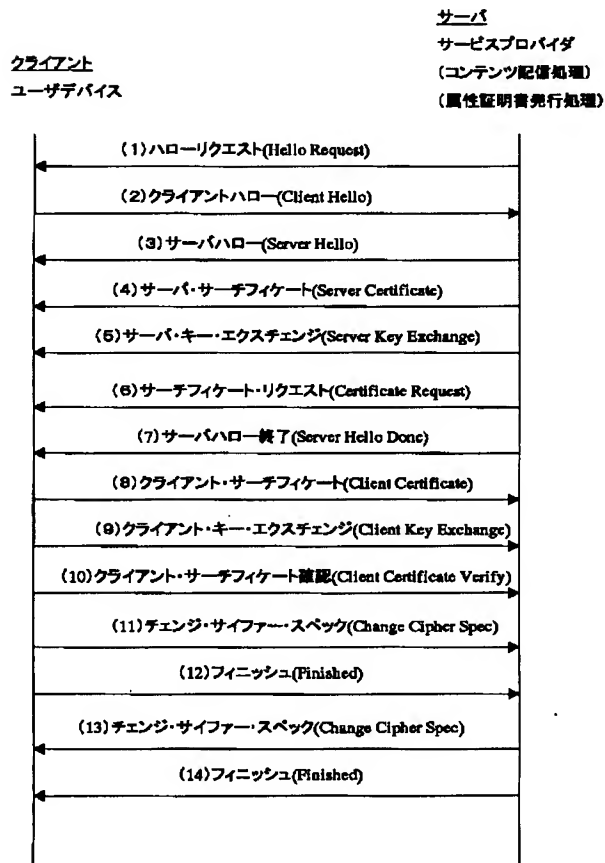 サーバ
サービスプロバイダ
(コンテンツ配信処理)
(属性証明書発行処理)
クライアント
ユーザデバイス
(1)ハローリクエスト(Hello Request)
(2)クライアントハロー(Client Hello)
(3)サーバハロー(Server Hello)
(4)サーバ・サーチフィケート(Server Certificate)
(5)サーバ・キー・エクスチェンジ(Server Key Exchange)
(6)サーチフィケート・リクエスト(Certificate Request)
(7)サーバハロー終了(Server Hello Done)
(8)クライアント・サーチフィケート(Client Certificate)
(9)クライアント・キー・エクスチェンジ(Client Key Exchange)
(10)クライアント・サーチフィケート確認(Client Certificate Verify)
(11)チェンジ・サイファー・スペック(Change Cipher Spec)
(12)フィニッシュ(Finished)
(13)チェンジ・サイファー・スペック(Change Cipher Spec)
(14)フィニッシュ(Finished)